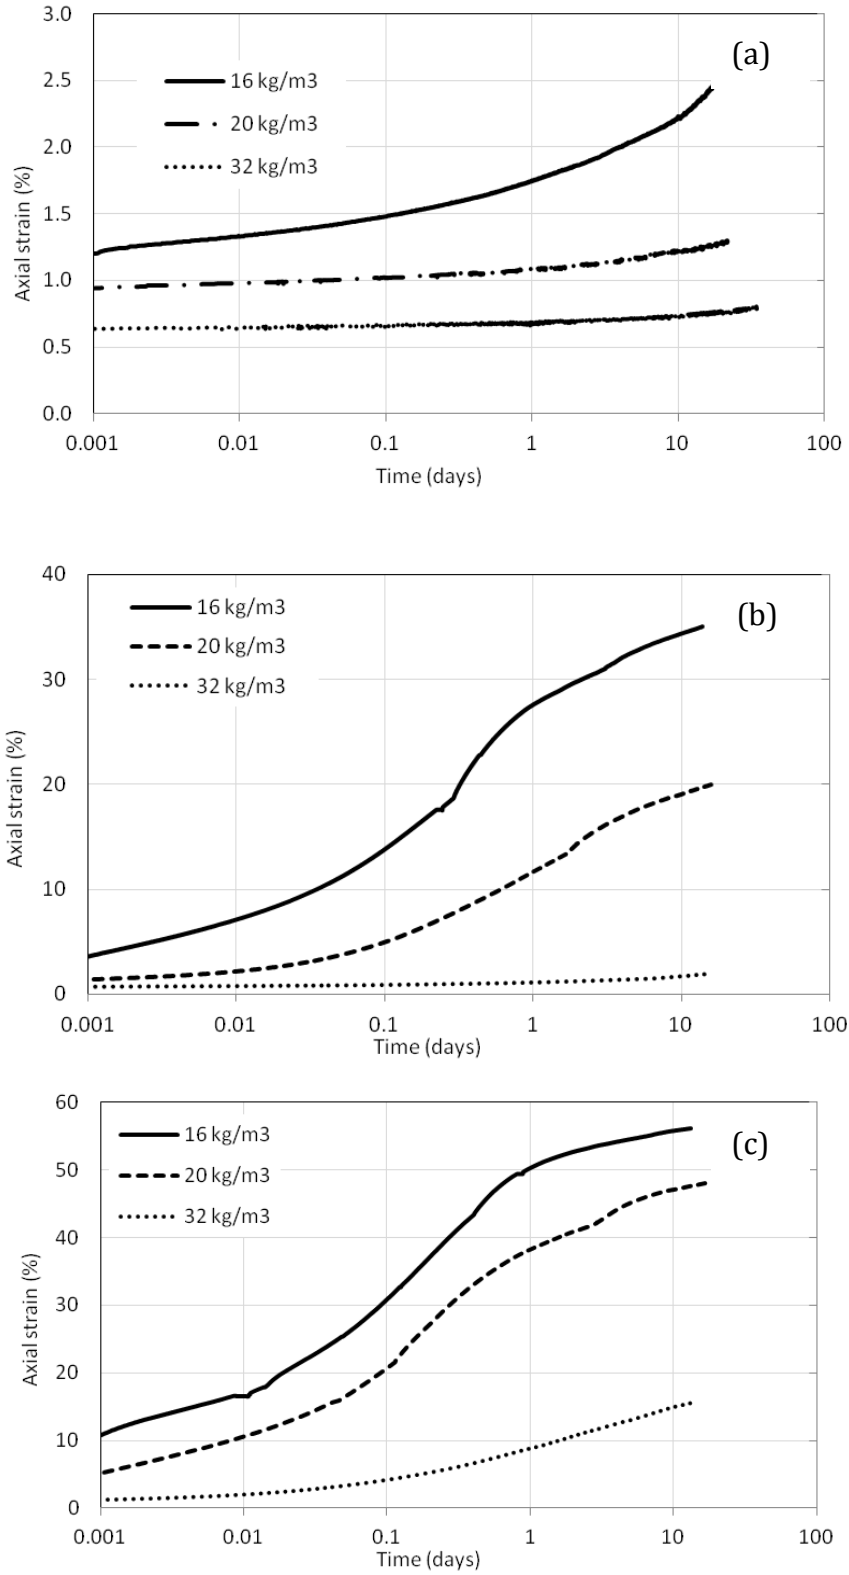 3.0
(a)
2.5
16 kg/m3
20 kg/m3
2.0
32 kg/m3
1.5
1.0
0.5
0.0
Axial strain (%)
0.001 0.01 0.1 1 10 100
Time (days)
40
16 kg/m3
(b)
20 kg/m3
30
32 kg/m3
20
10
0
Axial strain (%)
0.001 0.01 0.1 1 10 100
Time (days)
60
16 kg/m3
(c)
50
20 kg/m3
32 kg/m3
40
30
20
10
0
Axial strain (%)
0.001 0.01 0.1 1 10 100
Time (days)